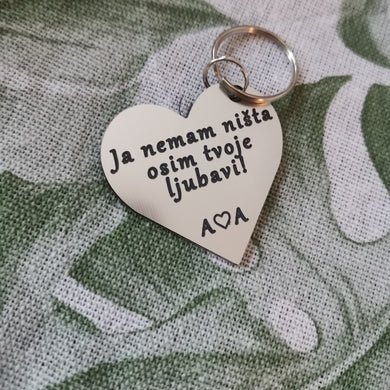 Ja nemam ništa
osim tvoje
ljubavi!
A♡A